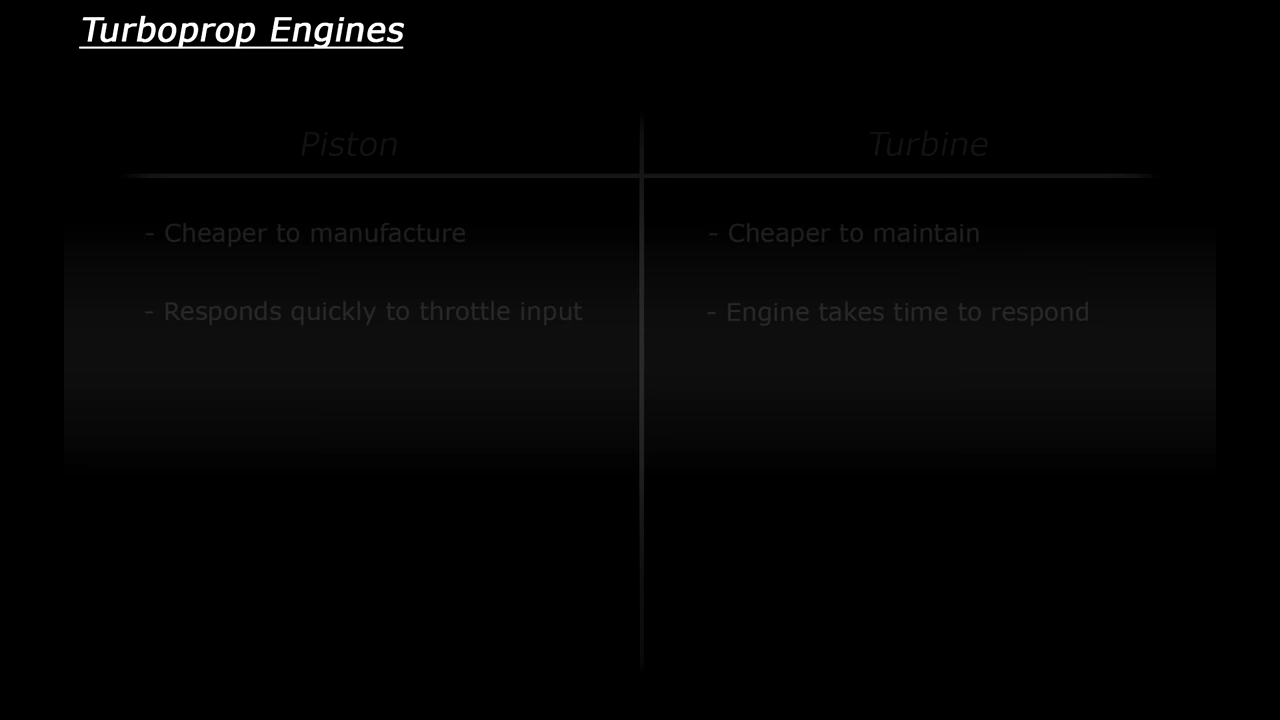 Turboprop Engines
Piston
Turbine
- Cheaper to manufacture
- Cheaper to maintain
- Responds quickly to throttle input
- Engine takes time to respond